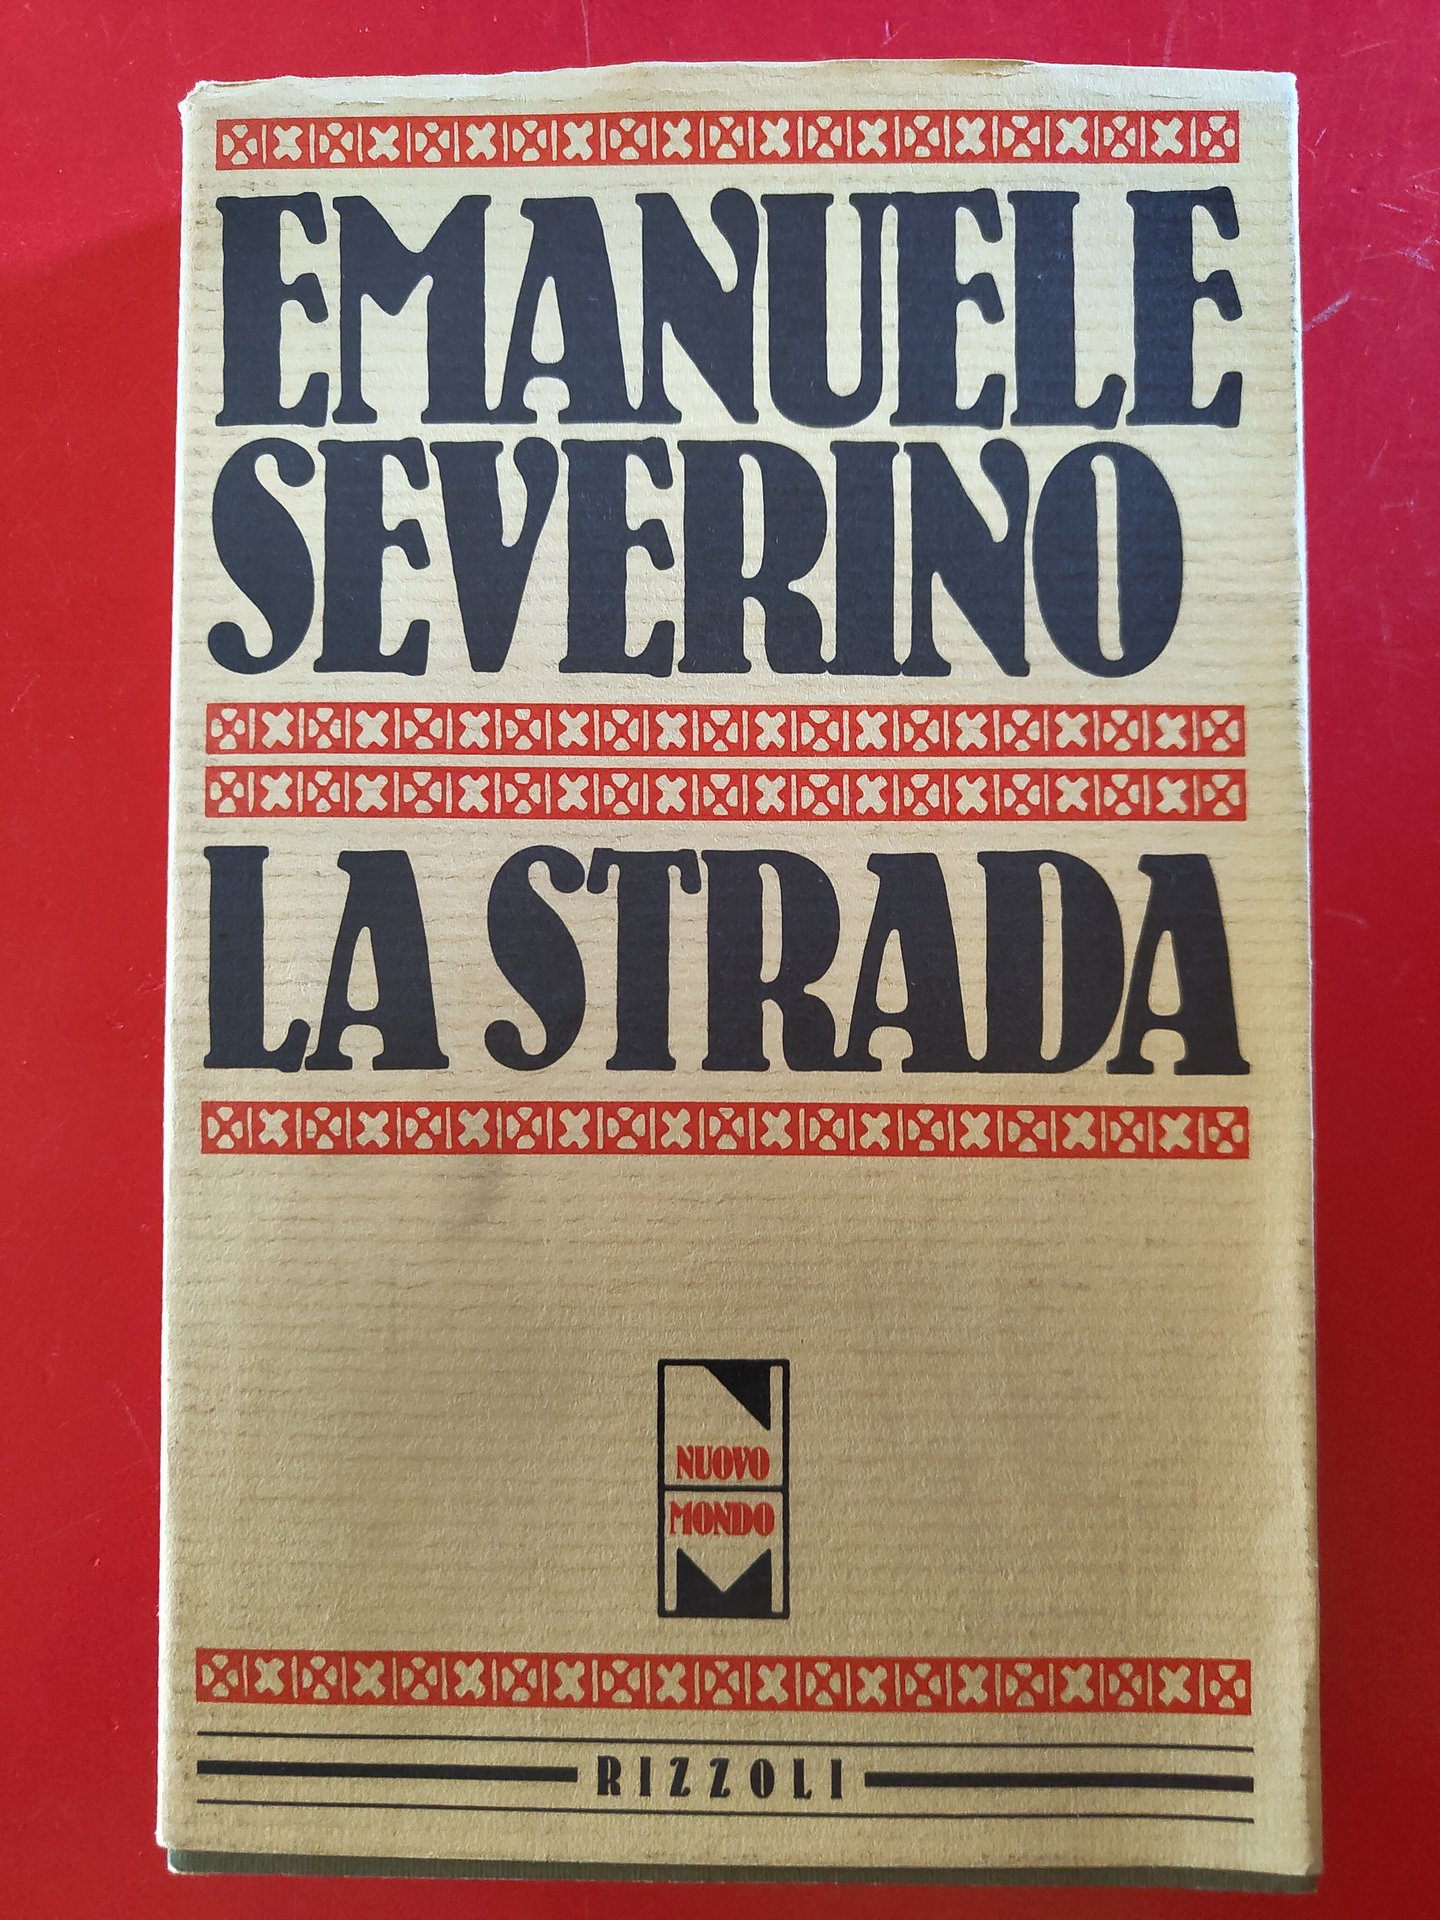 EMANUELE
SEVERINO
LA STRADA
NUOVO
MONDO
RIZZOLI